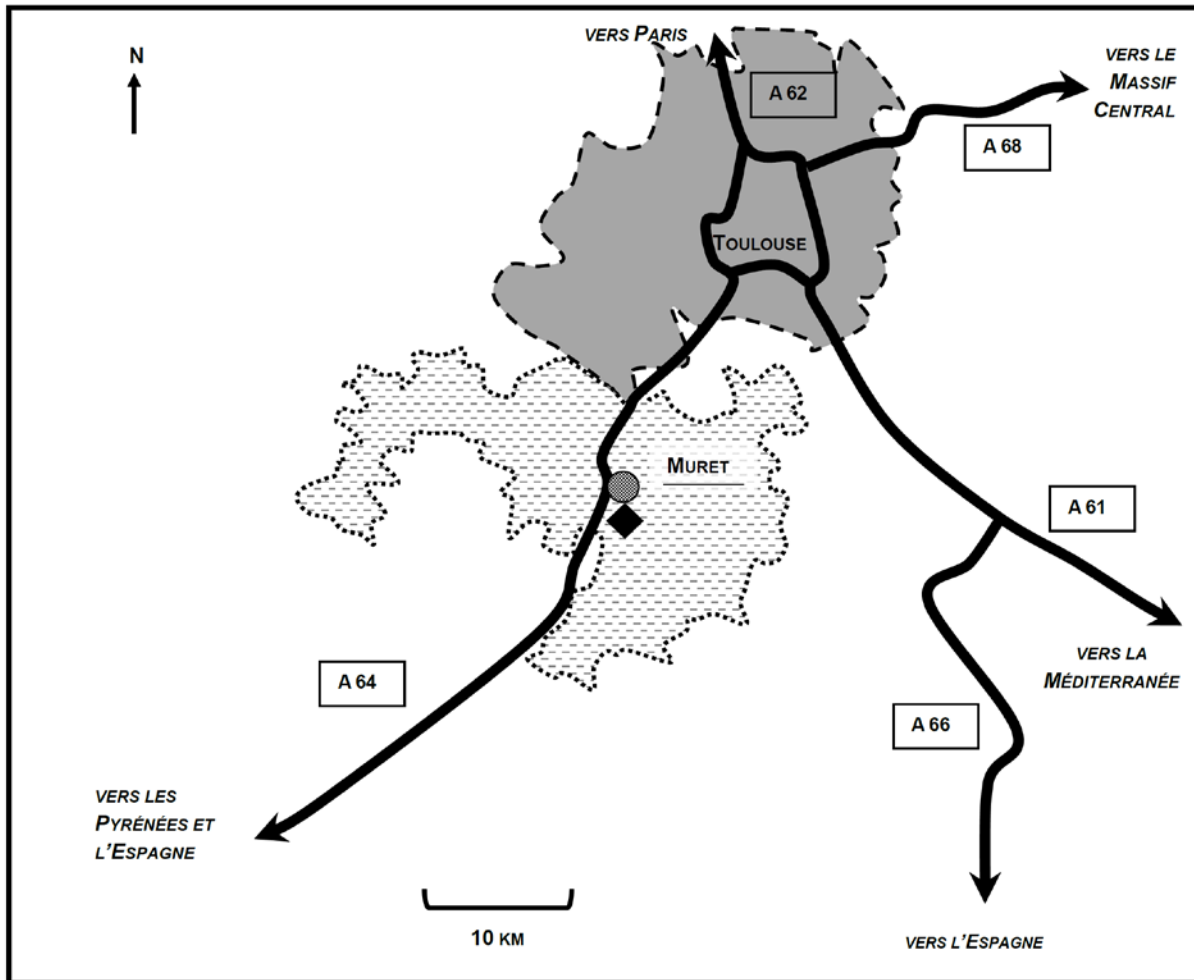 VERS PARIS
N
A 62
VERS LE
MASSIF
CENTRAL
A 68
TOULOUSE
MURET
A 61
A 64
VERS LA
MÉDITERRANÉE
A 66
VERS LES
PYRÉNÉES ET
L'ESPAGNE
10 KM
VERS L'ESPAGNE